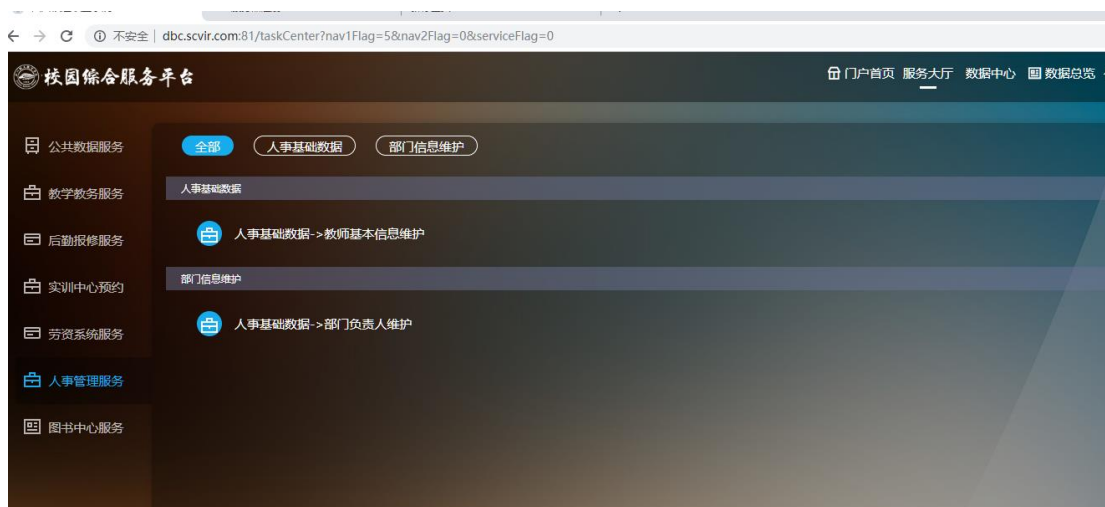 不安全 | dbc.scvir.com:81/taskCenter?nav1Flag=5&nav2Flag=0&serviceFlag=0
校园综合服务平台 门户首页 服务大厅 数据中心 数据总览
公共数据服务 全部 人事基础数据 部门信息维护
教学教务服务 人事基础数据
后勤报修服务 人事基础数据->教师基本信息维护
实训中心预约 部门信息维护
劳资系统服务 人事基础数据->部门负责人维护
人事管理服务
图书中心服务